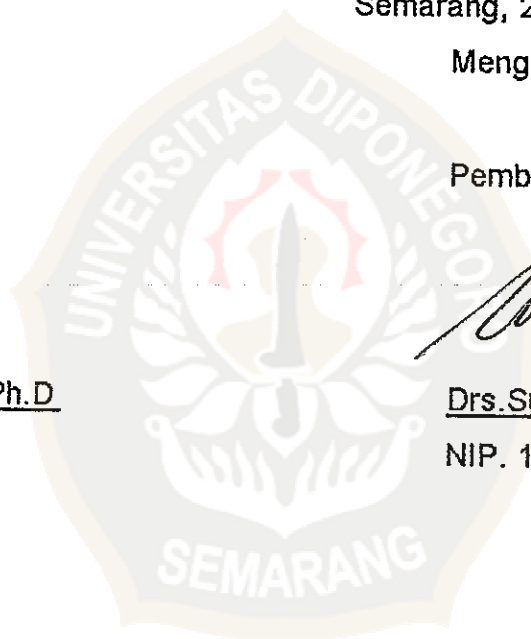 Semarang, 2
Meng
Pemb
Ph.D
Drs.S
NIP. 1
UNIVERSITAS DIPONEGORO
SEMARANG